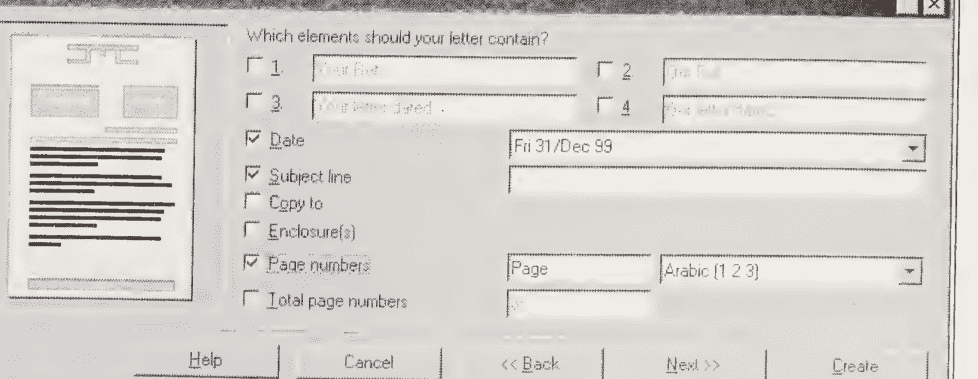 Which elements should your letter contain?
1.
2
3.
4
Date Fri 31/Dec 99
Subject line
Copy to
Enclosure(s)
Page numbers Page Arabic (1 2 3)
Total page numbers
Help Cancel << Back Next >> Create